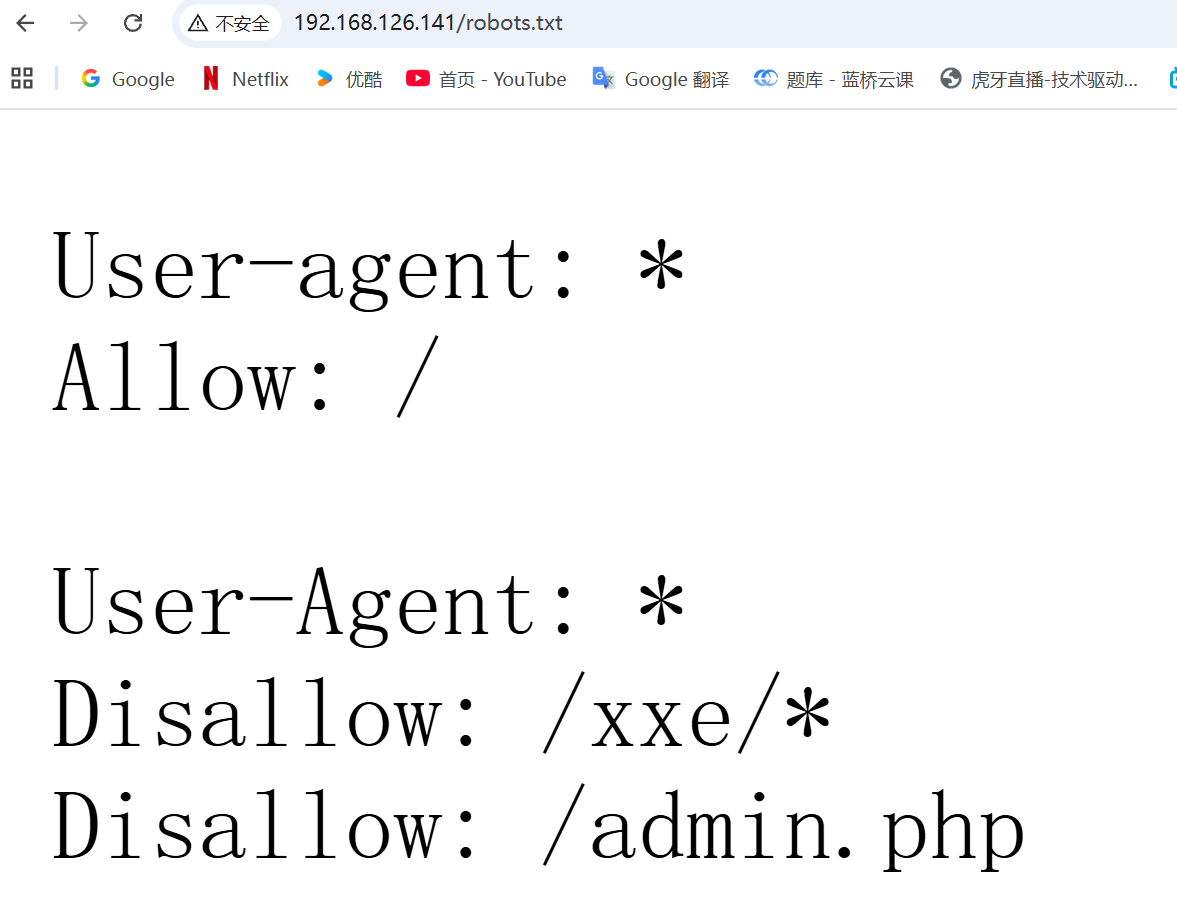 不安全 192.168.126.141/robots.txt
Google Netflix 优酷 首页 - YouTube Google 翻译 题库 - 蓝桥云课 虎牙直播-技术驱动...
User-agent: *
Allow: /
User-Agent: *
Disallow: /xxe/*
Disallow: /admin.php